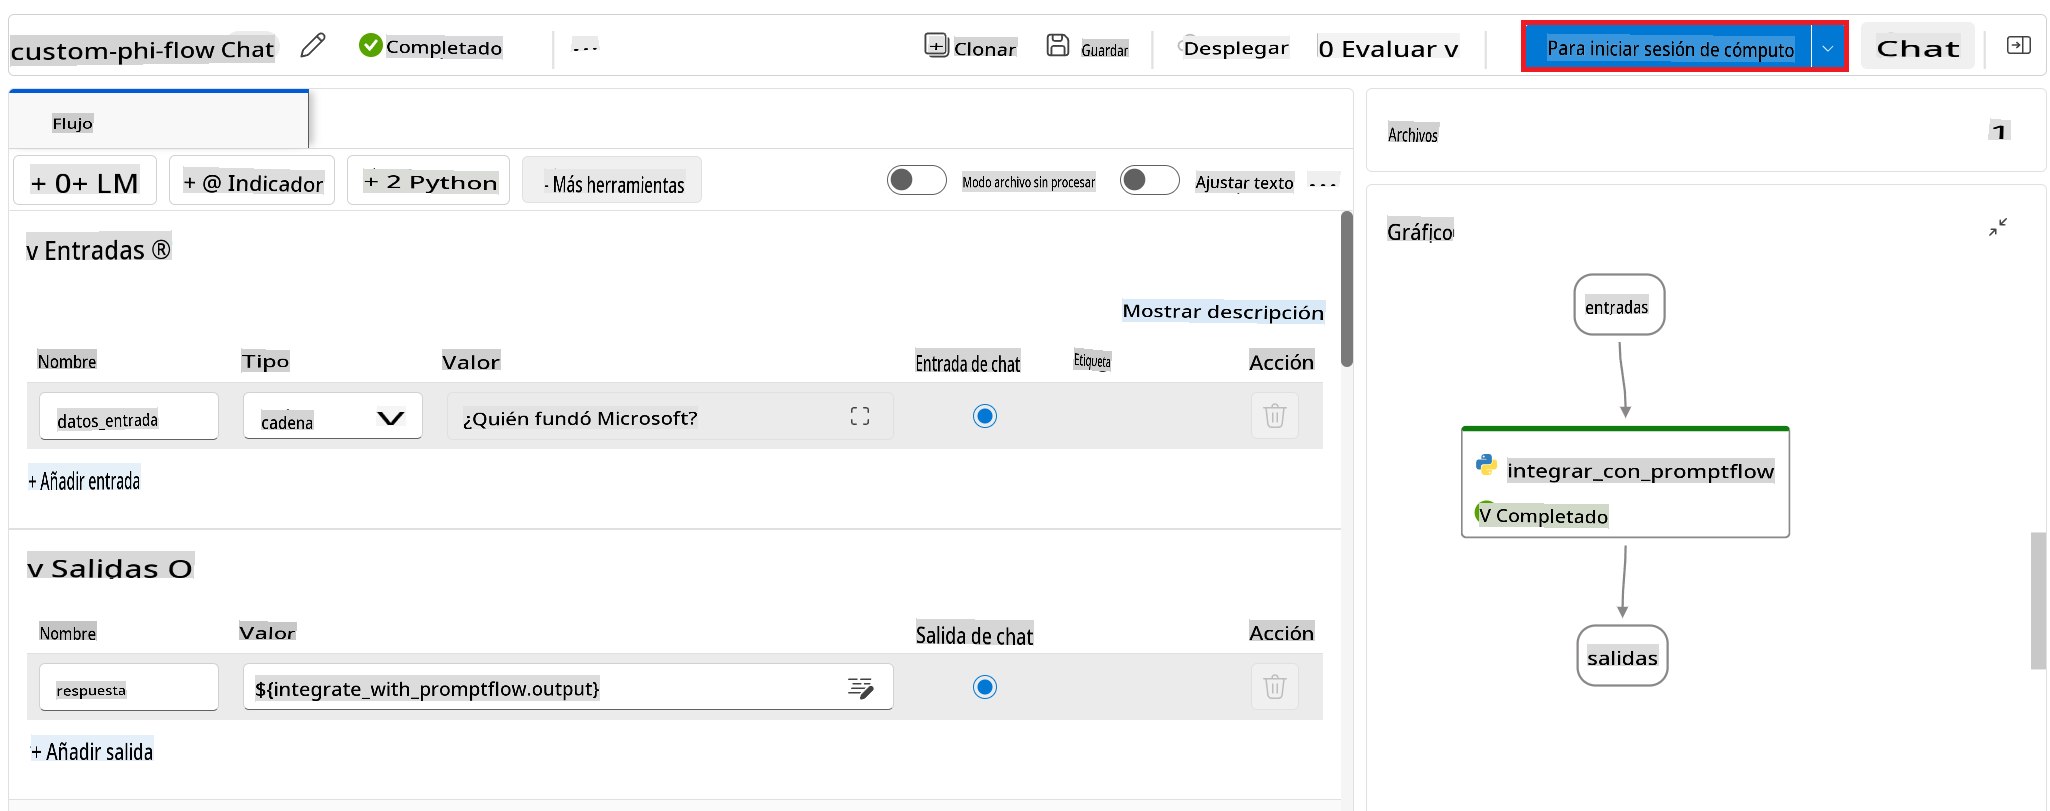 custom-phi-flow Chat
Completado
...
Clonar
Guardar
Desplegar
0 Evaluar v
Para iniciar sesión de cómputo
Chat
Flujo
+ 0+ LM
+ @ Indicador
+ 2 Python
- Más herramientas
Modo archivo sin procesar
Ajustar texto
...
v Entradas ®
Mostrar descripción
Nombre
Tipo
Valor
Entrada de chat
Etiqueta
Acción
datos_entrada
cadena
¿Quién fundó Microsoft?
+ Añadir entrada
v Salidas O
Nombre
Valor
Salida de chat
Acción
respuesta
${integrate_with_promptflow.output}
+ Añadir salida
Archivos
1
Gráfico
entradas
integrar_con_promptflow
V Completado
salidas